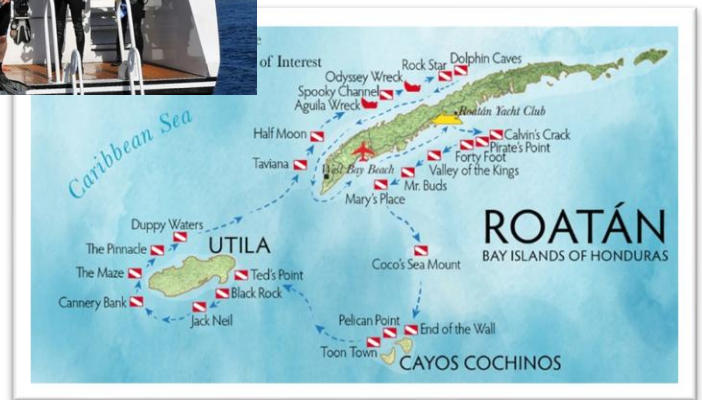 of Interest
Rock Star
Dolphin Caves
Odyssey Wreck
Spooky Channel
Aguila Wreck
Roatán Yacht Club
Half Moon
Calvin's Crack
Pirate's Point
Forty Foot
Valley of the Kings
Taviana
West Bay Beach
Mr. Buds
Mary's Place
Caribbean Sea
ROATÁN
BAY ISLANDS OF HONDURAS
Duppy Waters
UTILA
The Pinnacle
The Maze
Ted's Point
Cannery Bank
Black Rock
Jack Neil
Coco's Sea Mount
Pelican Point
End of the Wall
Toon Town
CAYOS COCHINOS